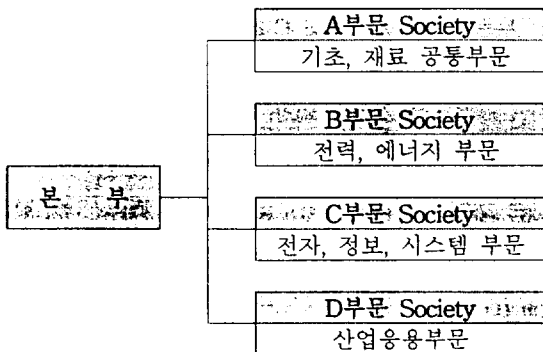 A부문 Society
기초, 재료 공통부문
B부문 Society
전력, 에너지 부문
본 부
C부문 Society
전자, 정보, 시스템 부문
D부문 Society
산업응용부문